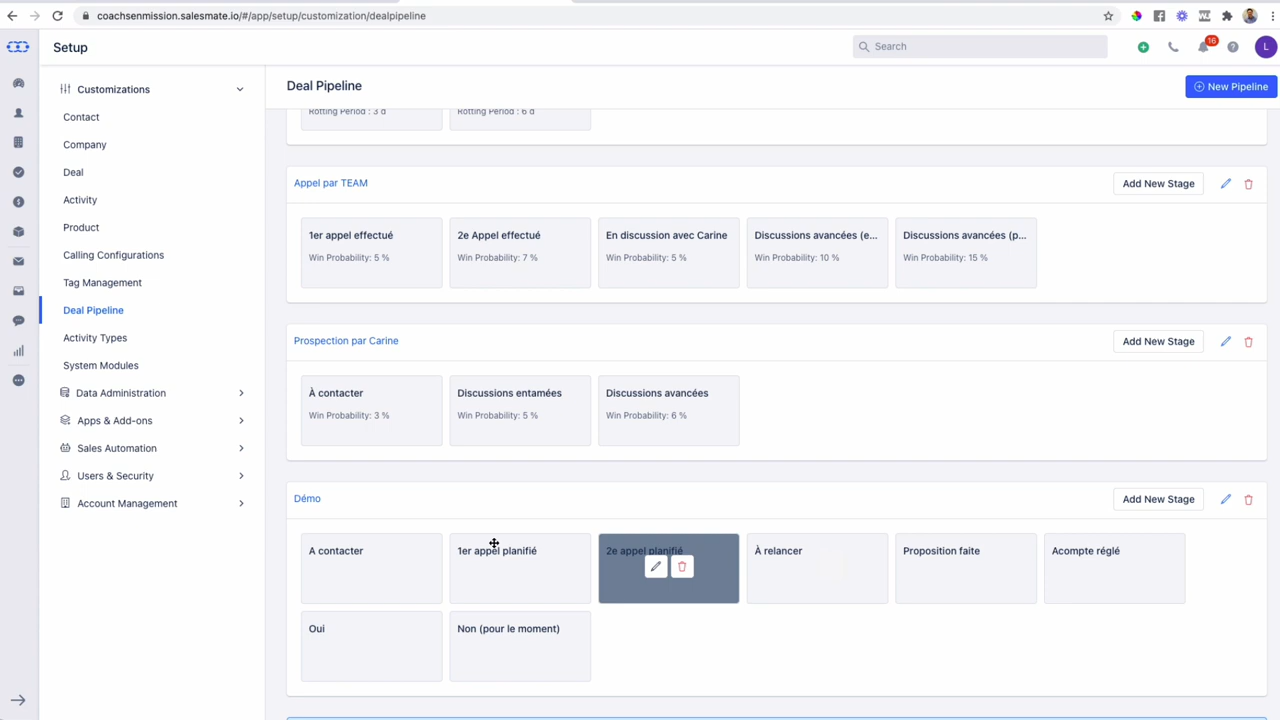 coachsenmission.salesmate.io/#/app/setup/customization/dealpipeline
Setup
Search
16
L
Customizations
Contact
Company
Deal
Activity
Product
Calling Configurations
Tag Management
Deal Pipeline
Activity Types
System Modules
Data Administration
Apps & Add-ons
Sales Automation
Users & Security
Account Management
Deal Pipeline
New Pipeline
Rotting Period : 3 d
Rotting Period : 6 d
Appel par TEAM
Add New Stage
1er appel effectué
Win Probability: 5 %
2e Appel effectué
Win Probability: 7 %
En discussion avec Carine
Win Probability: 5 %
Discussions avancées (e...
Win Probability: 10 %
Discussions avancées (p...
Win Probability: 15 %
Prospection par Carine
Add New Stage
À contacter
Win Probability: 3 %
Discussions entamées
Win Probability: 5 %
Discussions avancées
Win Probability: 6 %
Démo
Add New Stage
A contacter
1er appel planifié
2e appel planifié
À relancer
Proposition faite
Acompte réglé
Oui
Non (pour le moment)